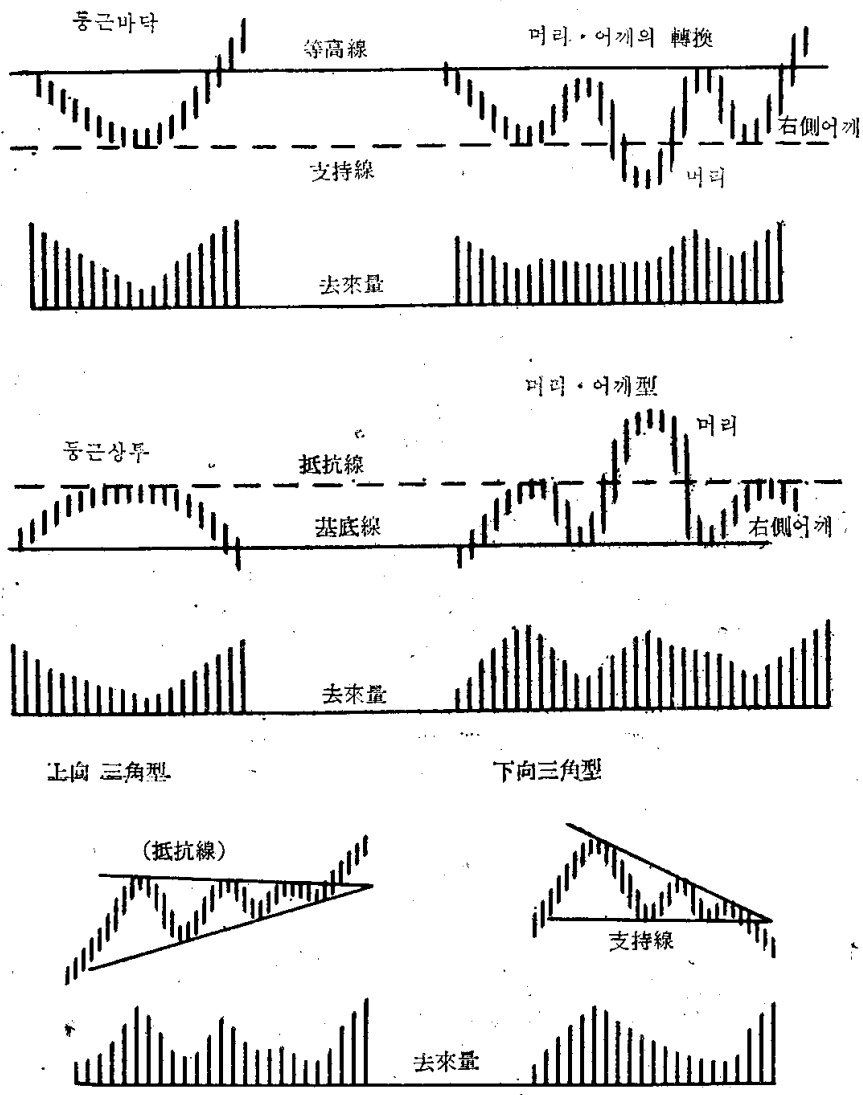 둥근바닥
等高線
머리・어깨의 轉換
右側어깨
支持線
머리
去來量
머리・어깨型
머리
둥근상투
抵抗線
基底線
右側어깨
去來量
上向 三角型
下向三角型
(抵抗線)
支持線
去來量